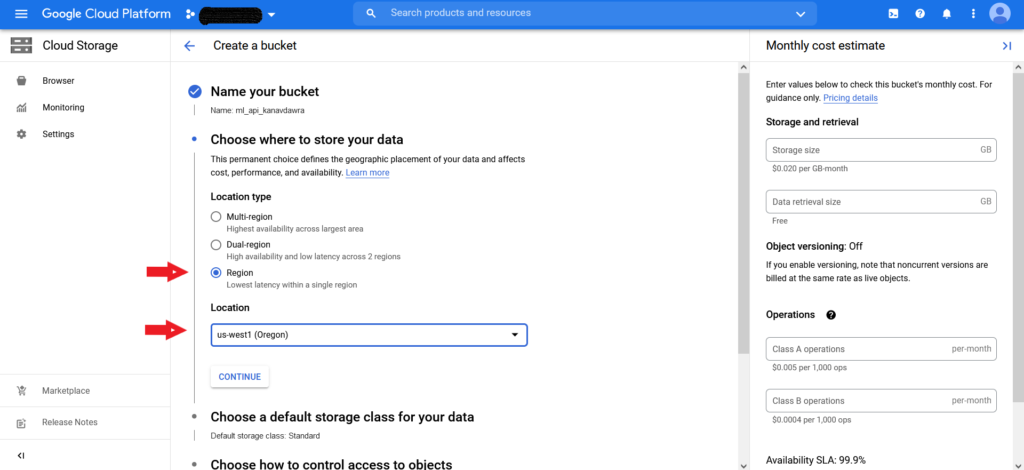 Google Cloud Platform
Search products and resources
Cloud Storage
Create a bucket
Monthly cost estimate
Browser
Monitoring
Settings
Marketplace
Release Notes
Name your bucket
Name: ml_api_kanavdawra
Choose where to store your data
This permanent choice defines the geographic placement of your data and affects
cost, performance, and availability. Learn more
Location type
Multi-region
Highest availability across largest area
Dual-region
High availability and low latency across 2 regions
Region
Lowest latency within a single region
Location
us-west1 (Oregon)
CONTINUE
Choose a default storage class for your data
Default storage class: Standard
Choose how to control access to objects
Enter values below to check this bucket's monthly cost. For
guidance only. Pricing details
Storage and retrieval
Storage size GB
$0.020 per GB-month
Data retrieval size GB
Free
Object versioning: Off
If you enable versioning, note that noncurrent versions are
billed at the same rate as live objects.
Operations
Class A operations per-month
$0.005 per 1,000 ops
Class B operations per-month
$0.0004 per 1,000 ops
Availability SLA: 99.9%